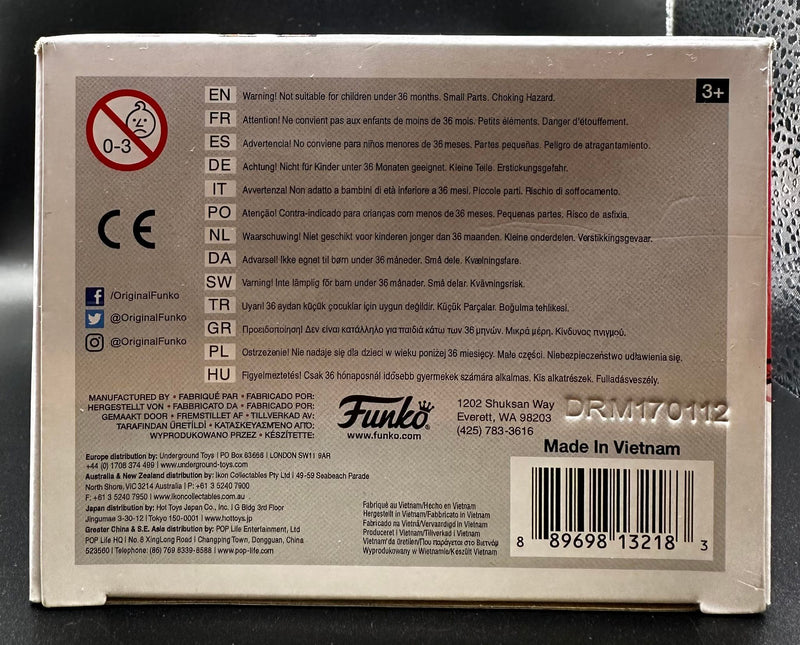 3+
0-3
EN Warning! Not suitable for children under 36 months. Small Parts. Choking Hazard.
FR Attention! Ne convient pas aux enfants de moins de 36 mois. Petits éléments. Danger d'étouffement.
ES Advertencia! No conviene para niños menores de 36 meses. Partes pequeñas. Peligro de atragantamiento.
DE Achtung! Nicht für Kinder unter 36 Monaten geeignet. Kleine Teile. Erstickungsgefahr.
IT Avvertenza! Non adatto a bambini di età inferiore a 36 mesi. Piccole parti. Rischio di soffocamento.
PO Atenção! Contra-indicado para crianças com menos de 36 meses. Pequenas partes. Risco de asfixia.
NL Waarschuwing! Niet geschikt voor kinderen jonger dan 36 maanden. Kleine onderdelen. Verstikkingsgevaar.
DA Advarsel! Ikke egnet til børn under 36 måneder. Små dele. Kvælningsfare.
SW Varning! Inte lämplig för barn under 36 månader. Små delar. Kvävningsrisk.
TR Uyarı! 36 aydan küçük çocuklar için uygun değildir. Küçük Parçalar. Boğulma tehlikesi.
GR Προειδοποίηση! Δεν είναι κατάλληλο για παιδιά κάτω των 36 μηνών. Μικρά μέρη. Κίνδυνος πνιγμού.
PL Ostrzeżenie! Nie nadaje się dla dzieci w wieku poniżej 36 miesięcy. Małe części. Niebezpieczeństwo udławienia się.
HU Figyelmeztetés! Csak 36 hónaposnál idősebb gyermekek számára alkalmas. Kis alkatrészek. Fulladásveszély.
CE
/OriginalFunko
@OriginalFunko
@OriginalFunko
MANUFACTURED BY • FABRIQUÉ PAR • FABRICADO POR:
HERGESTELLT VON • FABBRICATO DA • FABRICADO POR:
GEMAAKT DOOR • FREMSTILLET AF • TILLVERKAD AV:
TARAFINDAN ÜRETİLDİ • ΚΑΤΑΣΚΕΥΑΣΜΕΝΟ ΑΠΟ:
WYPRODUKOWANO PRZEZ • KÉSZÍTETTE:
Funko
www.funko.com
1202 Shuksan Way
Everett, WA 98203
(425) 783-3616
DRM170112
Made In Vietnam
Europe distribution by: Underground Toys | PO Box 63666 | LONDON SW11 9AR
+44 (0) 1708 374 499 | www.underground-toys.com
Australia & New Zealand distribution by: Ikon Collectables Pty Ltd | 49-59 Seabeach Parade
North Shore, VIC 3214 Australia | P: +61 3 5240 7900
F: +61 3 5240 7950 | www.ikoncollectables.com.au
Japan distribution by: Hot Toys Japan Co., Inc. | G Bldg 3rd Floor
Jingumae 3-30-12 | Tokyo 150-0001 | www.hottoys.jp
Greater China & S.E. Asia distribution by: POP Life Entertainment, Ltd
POP Life HQ | No. 8 XingLong Road | Changping Town, Dongguan, China
523560 | Telephone: (86) 769 8339-8588 | www.pop-life.com
Fabriqué au Vietnam/Hecho en Vietnam
Hergestellt in Vietnam/Fabbricato in Vietnam
Fabricado na Vietnã/Vervaardigd in Vietnam
Produceret i Vietnam/Tillverkad i Vietnam
Vietnam'da üretilen/Που παράγεται στο Βιετνάμ
Wyprodukowany w Wietnamie/Készült Vietnam
8 89698 13218 3